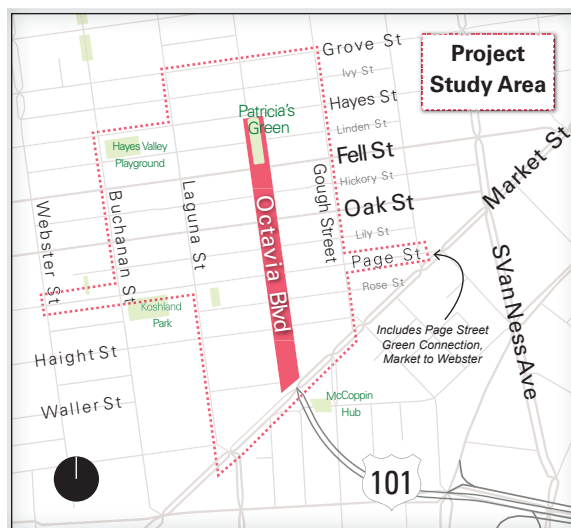 Project
Study Area
Grove St
Ivy St
Hayes St
Linden St
Fell St
Hickory St
Oak St
Lily St
Page St
Rose St
Patricia's
Green
Hayes Valley
Playground
Webster St
Buchanan St
Laguna St
Octavia Blvd
Gough Street
Market St
S Van Ness Ave
Koshland
Park
Includes Page Street
Green Connection,
Market to Webster
Haight St
Waller St
McCoppin
Hub
101